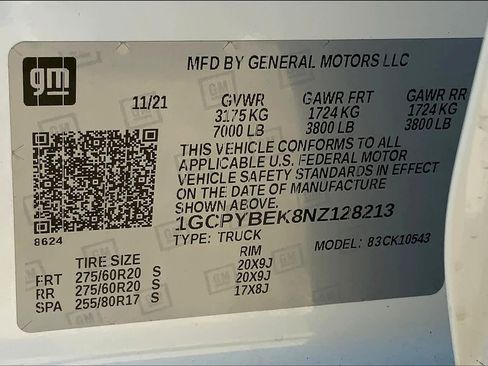 gm
MFD BY GENERAL MOTORS LLC
11/21 GVWR GAWR FRT GAWR RR
3175 KG 1724 KG 1724 KG
7000 LB 3800 LB 3800 LB
THIS VEHICLE CONFORMS TO ALL
APPLICABLE U.S. FEDERAL MOTOR
VEHICLE SAFETY STANDARDS IN EFFECT
ON THE DATE OF MANUFACTURE
SHOWN ABOVE.
1GCPYBEK8NZ128213
8624
TYPE: TRUCK MODEL: 83CK10543
TIRE SIZE RIM
FRT 275/60R20 S 20X9J
RR 275/60R20 S 20X9J
SPA 255/80R17 S 17X8J